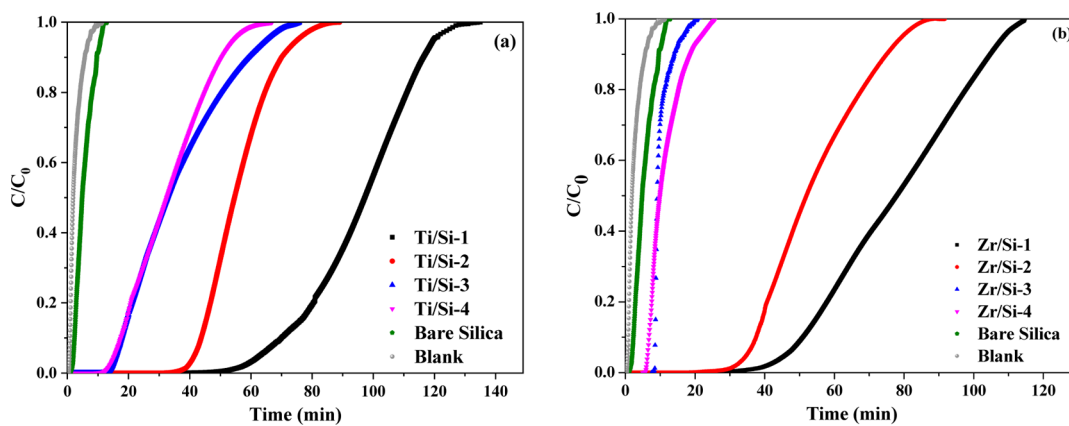 (a)
C/C0
1.0
0.8
0.6
0.4
0.2
0.0
Ti/Si-1
Ti/Si-2
Ti/Si-3
Ti/Si-4
Bare Silica
Blank
0 20 40 60 80 100 120 140
Time (min)
(b)
C/C0
1.0
0.8
0.6
0.4
0.2
0.0
Zr/Si-1
Zr/Si-2
Zr/Si-3
Zr/Si-4
Bare Silica
Blank
0 20 40 60 80 100 120
Time (min)